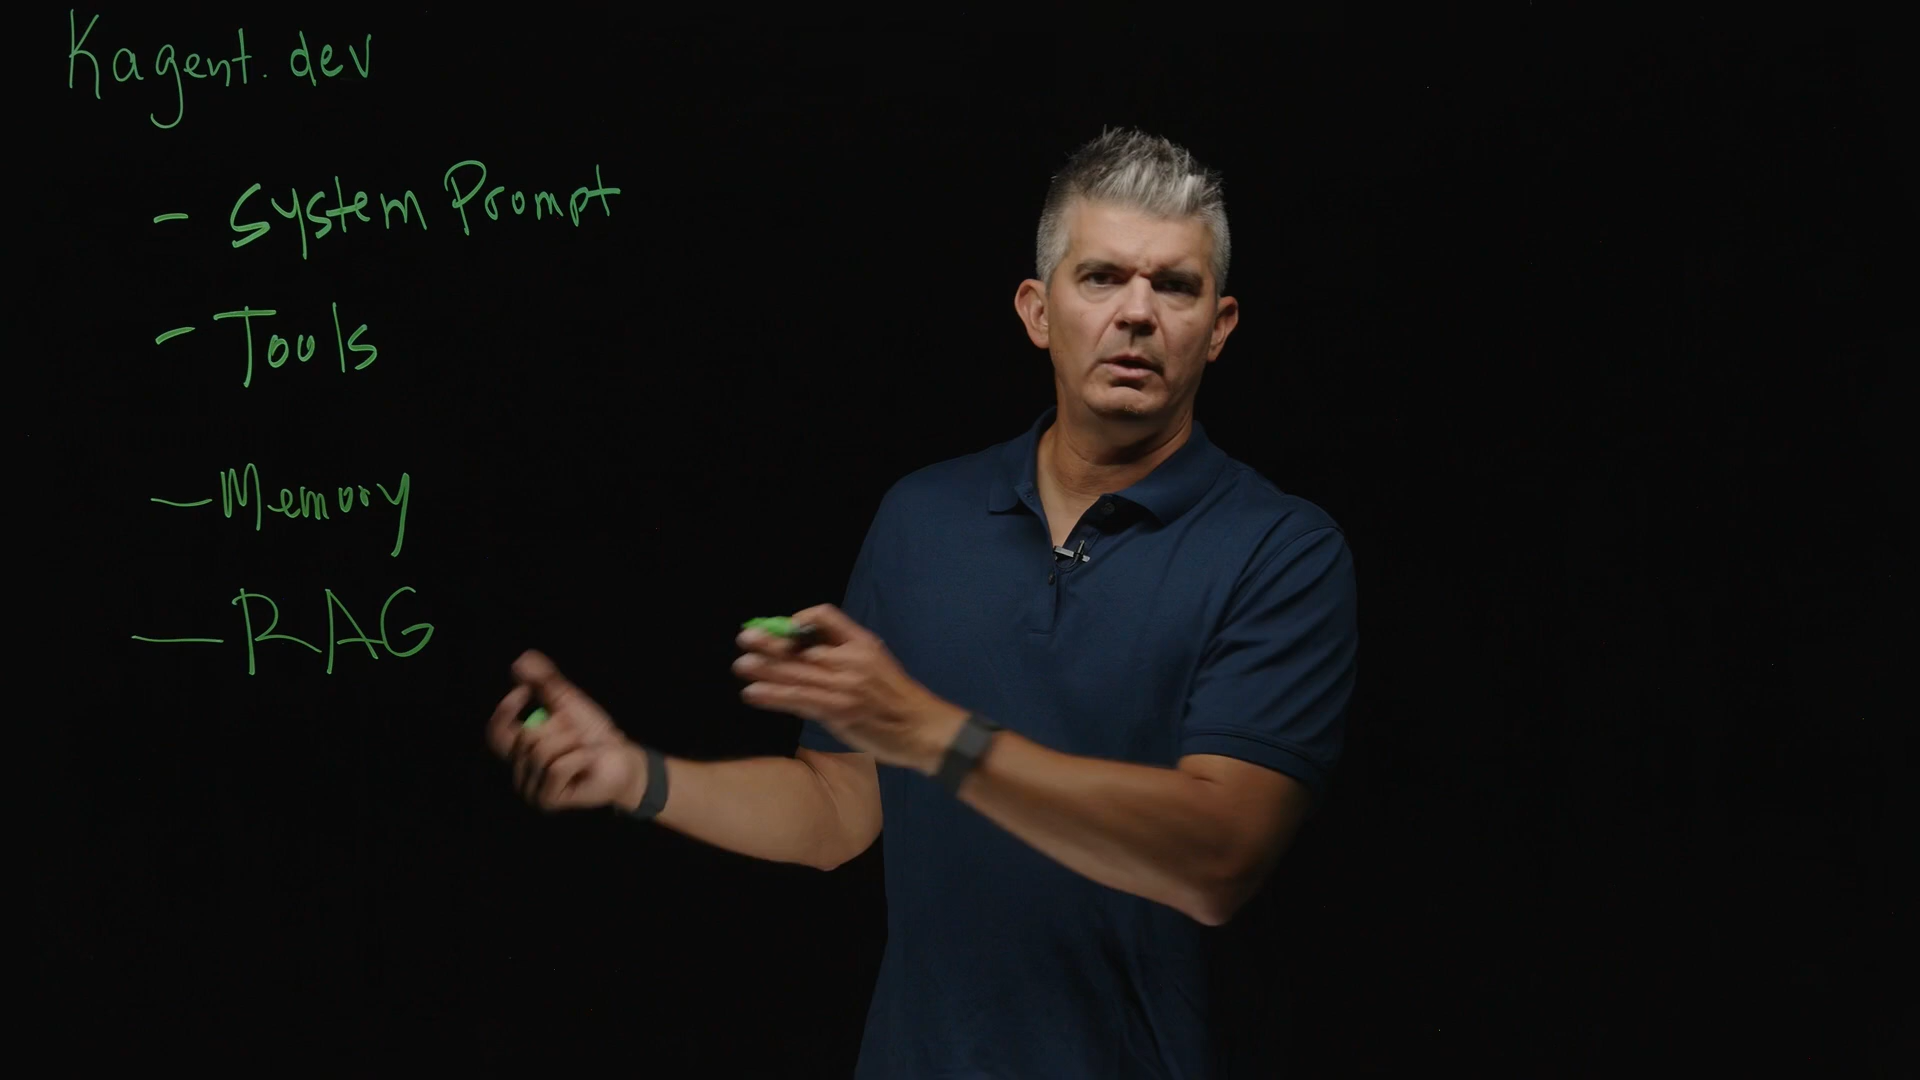 Kagent.dev
- System Prompt
- Tools
- Memory
- RAG